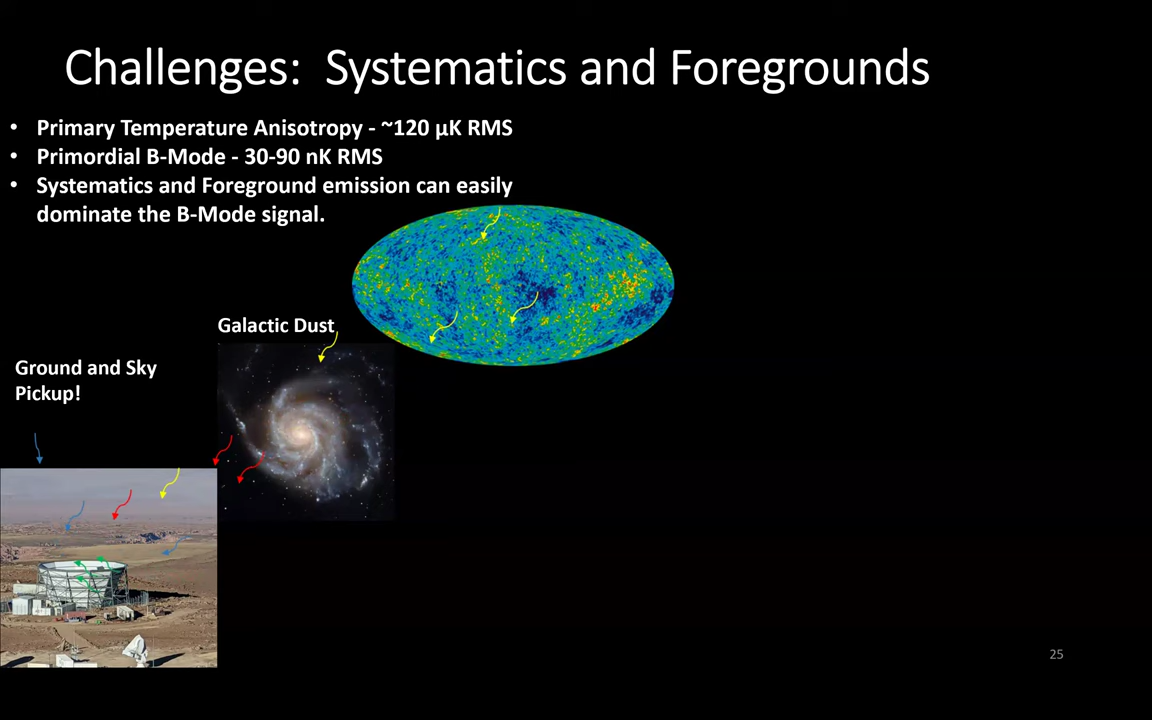 Challenges: Systematics and Foregrounds
• Primary Temperature Anisotropy - ~120 µK RMS
• Primordial B-Mode - 30-90 nK RMS
• Systematics and Foreground emission can easily
dominate the B-Mode signal.
Galactic Dust
Ground and Sky
Pickup!
25